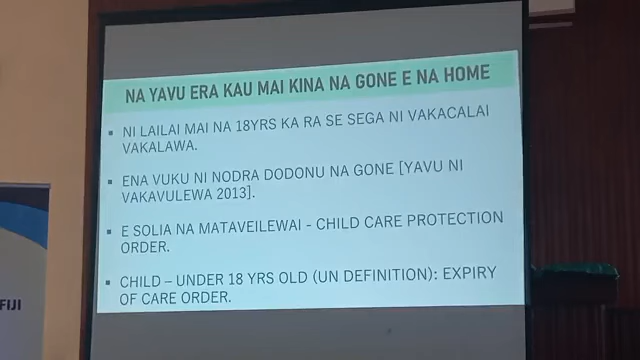 NA YAVU ERA KAU MAI KINA NA GONE E NA HOME
▪ NI LAILAI MAI NA 18YRS KA RA SE SEGA NI VAKACALAI
VAKALAWA.
▪ ENA VUKU NI NODRA DODONU NA GONE [YAVU NI
VAKAVULEWA 2013].
▪ E SOLIA NA MATAVEILEWAI - CHILD CARE PROTECTION
ORDER.
▪ CHILD – UNDER 18 YRS OLD (UN DEFINITION): EXPIRY
OF CARE ORDER.
FIJI